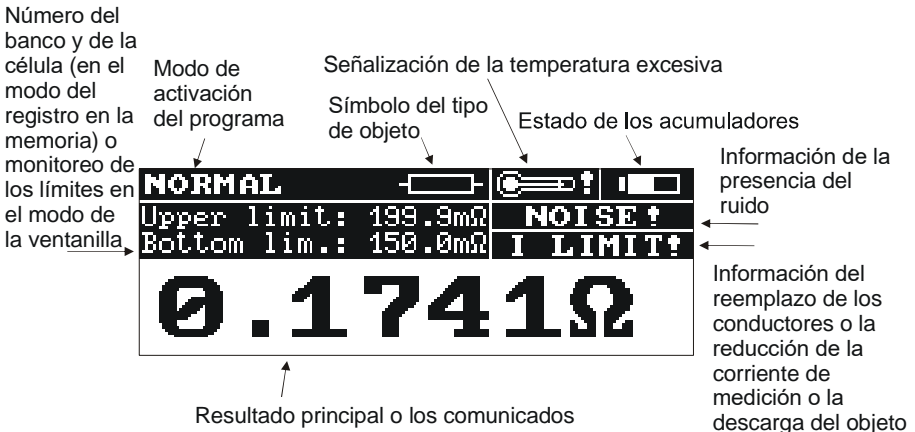 Número del
banco y de la
célula (en el
modo del
registro en la
memoria) o
monitoreo de
los límites en
el modo de
la ventanilla
Modo de
activación
del programa
Señalización de la temperatura excesiva
Símbolo del tipo
de objeto
Estado de los acumuladores
Información de la
presencia del
ruido
NORMAL
!
Upper limit: 199.9mΩ
NOISE!
Bottom lim.: 150.0mΩ
I LIMIT!
0.1741Ω
Información del
reemplazo de los
conductores o la
reducción de la
corriente de
medición o la
descarga del objeto
Resultado principal o los comunicados